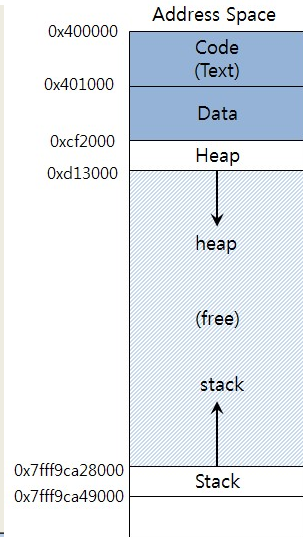 Address Space
0x400000
Code
(Text)
0x401000
Data
0xcf2000
Heap
0xd13000
heap
(free)
stack
0x7fff9ca28000
Stack
0x7fff9ca49000